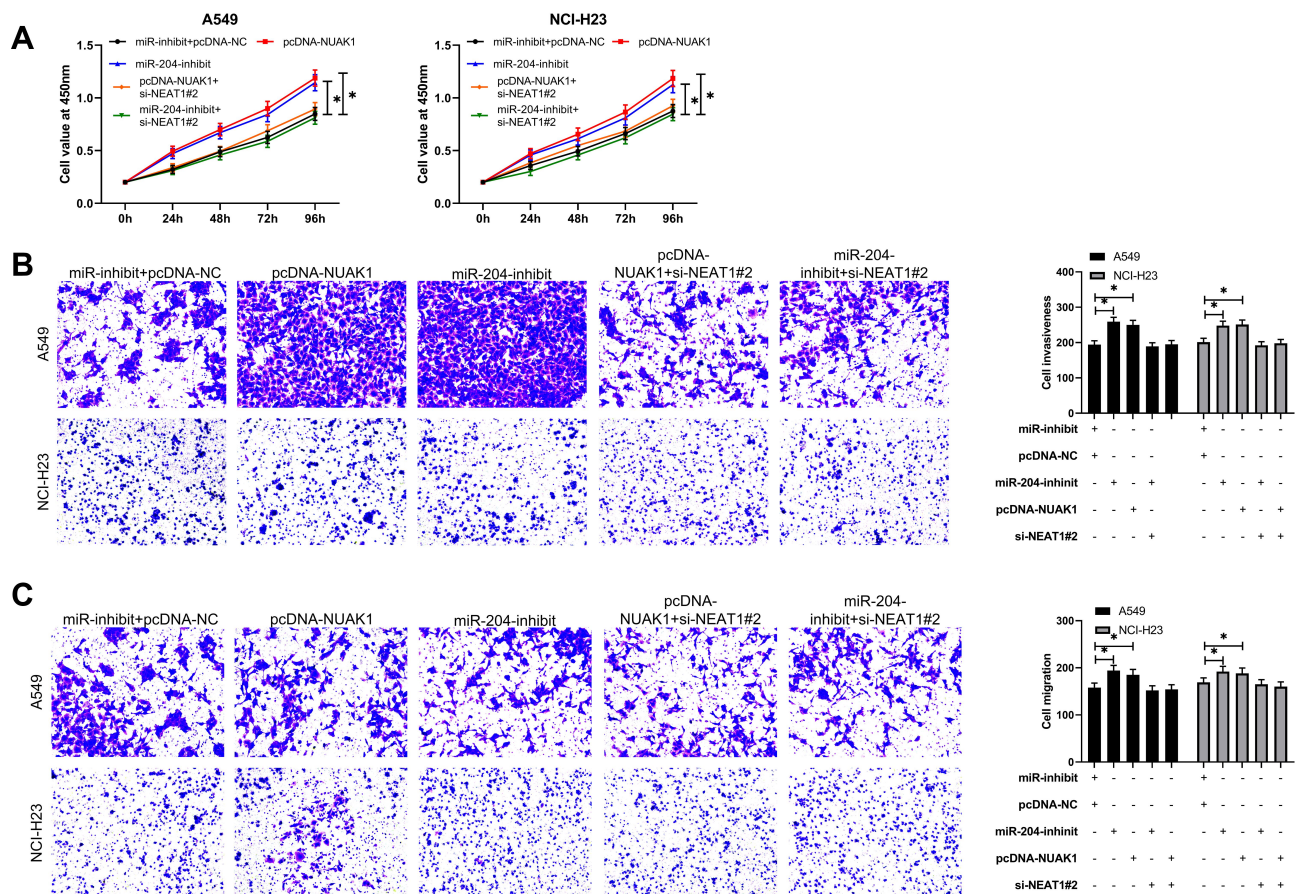 A
A549
miR-inhibit+pcDNA-NC
pcDNA-NUAK1
miR-204-inhibit
pcDNA-NUAK1+
si-NEAT1#2
miR-204-inhibit+
si-NEAT1#2
Cell value at 450nm
1.5
1.0
0.5
0.0
0h 24h 48h 72h 96h
* *
NCI-H23
miR-inhibit+pcDNA-NC
pcDNA-NUAK1
miR-204-inhibit
pcDNA-NUAK1+
si-NEAT1#2
miR-204-inhibit+
si-NEAT1#2
Cell value at 450nm
1.5
1.0
0.5
0.0
0h 24h 48h 72h 96h
* *
B
miR-inhibit+pcDNA-NC
pcDNA-NUAK1
miR-204-inhibit
pcDNA-
NUAK1+si-NEAT1#2
miR-204-
inhibit+si-NEAT1#2
A549
NCI-H23
A549
NCI-H23
Cell invasiveness
400
300
200
100
0
* * * *
miR-inhibit + - - - - + - - - -
pcDNA-NC + - - - - + - - - -
miR-204-inhinit - + - + - - + - + -
pcDNA-NUAK1 - - + - - - - + - +
si-NEAT1#2 - - - + - - - - + +
C
miR-inhibit+pcDNA-NC
pcDNA-NUAK1
miR-204-inhibit
pcDNA-
NUAK1+si-NEAT1#2
miR-204-
inhibit+si-NEAT1#2
A549
NCI-H23
A549
NCI-H23
Cell migration
300
200
100
0
* * * *
miR-inhibit + - - - - + - - - -
pcDNA-NC + - - - - + - - - -
miR-204-inhinit - + - + - - + - + -
pcDNA-NUAK1 - - + - + - - + - +
si-NEAT1#2 - - - + + - - - + +